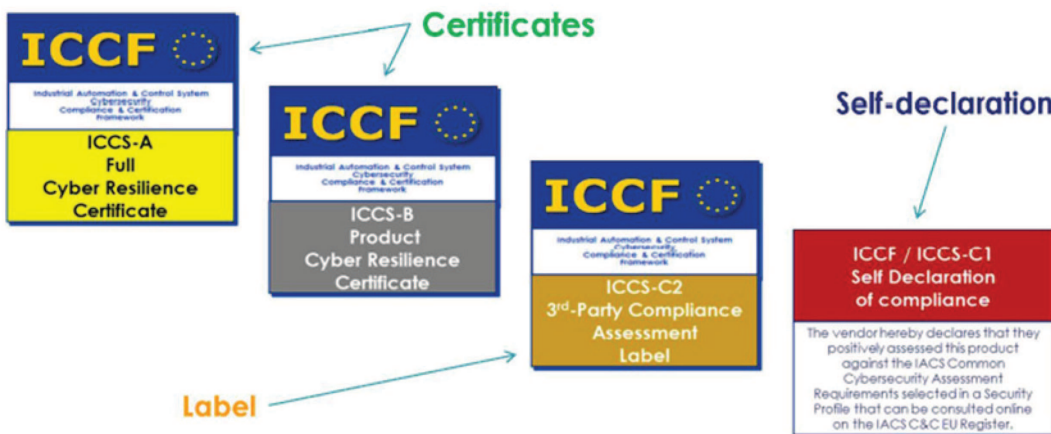 Certificates
ICCF
Industrial Automation & Control System
Cybersecurity
Compliance & Certification
Framework
ICCS-A
Full
Cyber Resilience
Certificate
ICCF
Industrial Automation & Control System
Cybersecurity
Compliance & Certification
Framework
ICCS-B
Product
Cyber Resilience
Certificate
ICCF
Industrial Automation & Control System
Cybersecurity
Compliance & Certification
Framework
ICCS-C2
3rd-Party Compliance
Assessment
Label
Label
Self-declaration
ICCF / ICCS-C1
Self Declaration
of compliance
The vendor hereby declares that they
positively assessed this product
against the IACS Common
Cybersecurity Assessment
Requirements selected in a Security
Profile that can be consulted online
on the IACS C&C EU Register.